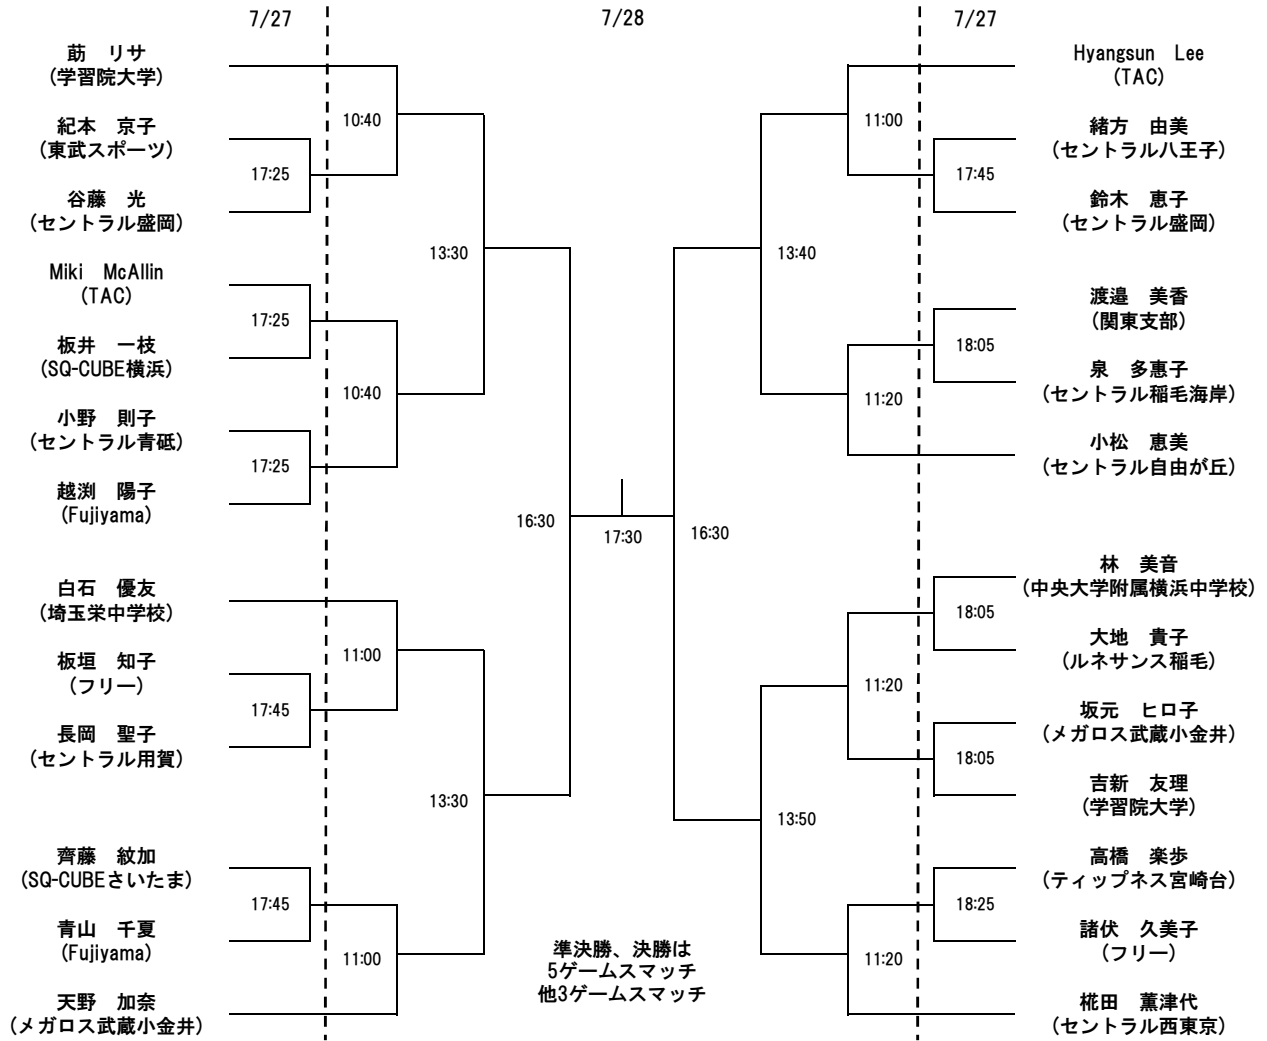 7/27
7/28
7/27
莇　リサ
(学習院大学)
紀本　京子
(東武スポーツ)
谷藤　光
(セントラル盛岡)
Miki　McAllin
(TAC)
板井　一枝
(SQ-CUBE横浜)
小野　則子
(セントラル青砥)
越渕　陽子
(Fujiyama)
白石　優友
(埼玉栄中学校)
板垣　知子
(フリー)
長岡　聖子
(セントラル用賀)
齊藤　紋加
(SQ-CUBEさいたま)
青山　千夏
(Fujiyama)
天野　加奈
(メガロス武蔵小金井)
17:25
17:25
17:25
17:45
17:45
10:40
10:40
11:00
11:00
13:30
13:30
16:30
17:30
16:30
13:40
13:50
11:00
11:20
11:20
11:20
17:45
18:05
18:05
18:05
18:25
Hyangsun　Lee
(TAC)
緒方　由美
(セントラル八王子)
鈴木　恵子
(セントラル盛岡)
渡邉　美香
(関東支部)
泉　多惠子
(セントラル稲毛海岸)
小松　恵美
(セントラル自由が丘)
林　美音
(中央大学附属横浜中学校)
大地　貴子
(ルネサンス稲毛)
坂元　ヒロ子
(メガロス武蔵小金井)
吉新　友理
(学習院大学)
高橋　楽歩
(ティップネス宮崎台)
諸伏　久美子
(フリー)
椛田　薫津代
(セントラル西東京)
準決勝、決勝は
5ゲームスマッチ
他3ゲームスマッチ